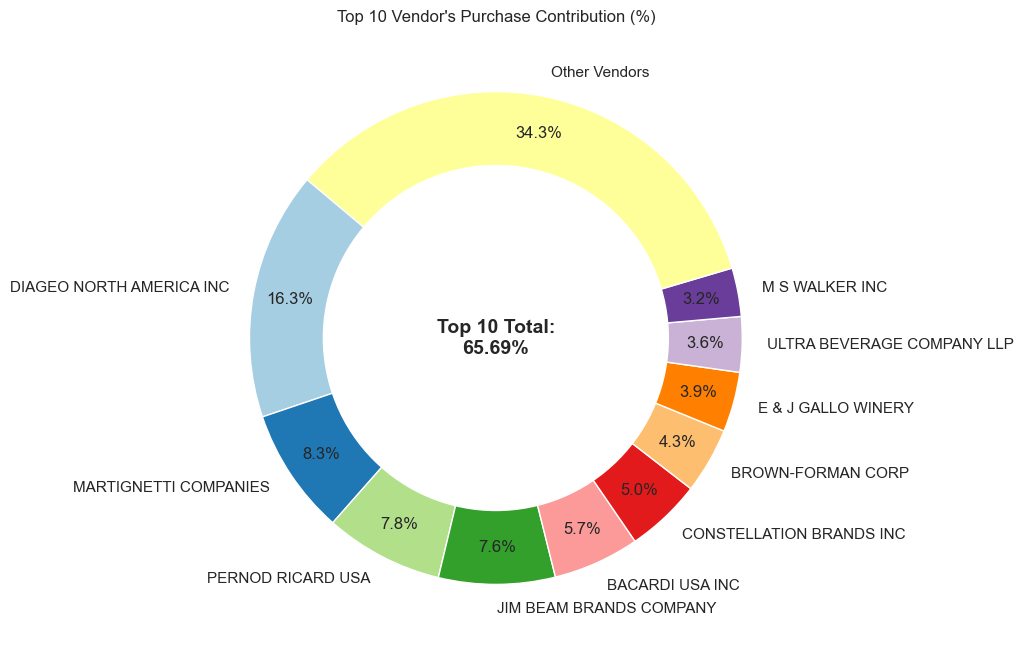 Top 10 Vendor's Purchase Contribution (%)
Other Vendors
34.3%
DIAGEO NORTH AMERICA INC
16.3%
3.2%
M S WALKER INC
Top 10 Total:
65.69%
3.6%
ULTRA BEVERAGE COMPANY LLP
3.9%
E & J GALLO WINERY
4.3%
BROWN-FORMAN CORP
8.3%
MARTIGNETTI COMPANIES
5.0%
CONSTELLATION BRANDS INC
7.8%
PERNOD RICARD USA
7.6%
JIM BEAM BRANDS COMPANY
5.7%
BACARDI USA INC